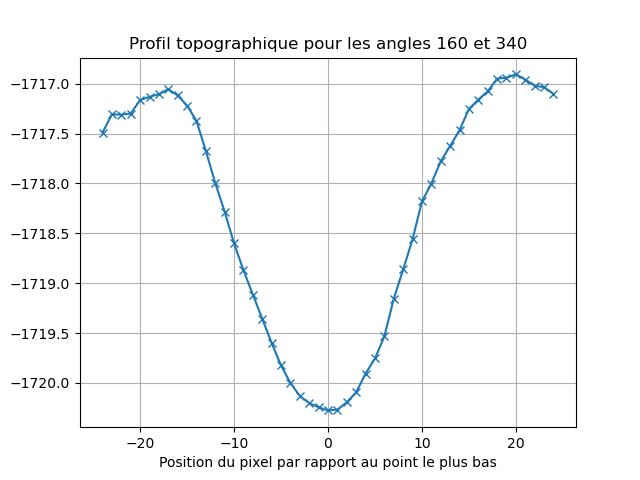 Profil topographique pour les angles 160 et 340
−1717.0
−1717.5
−1718.0
−1718.5
−1719.0
−1719.5
−1720.0
−20 −10 0 10 20
Position du pixel par rapport au point le plus bas